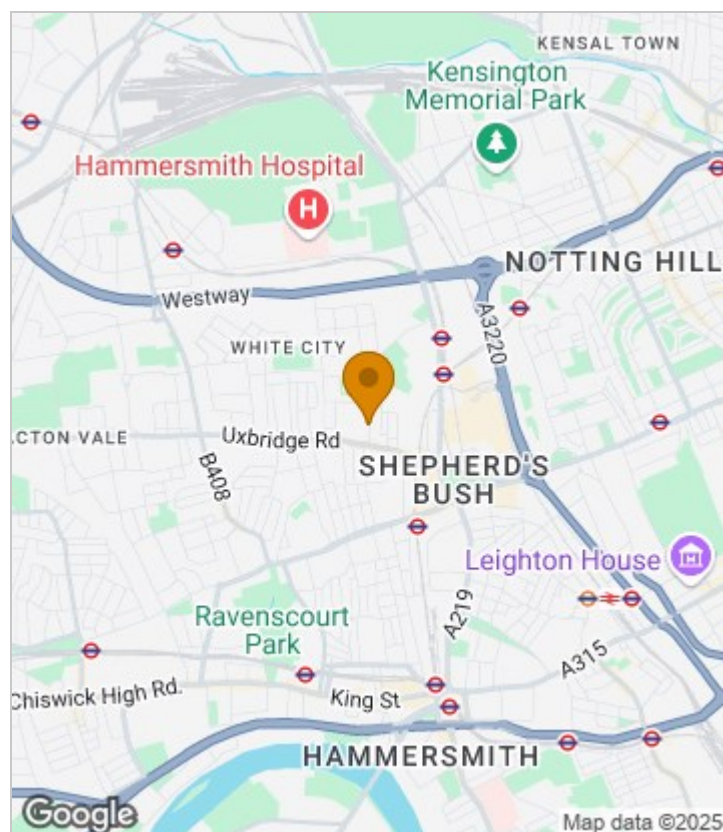 KENSAL TOWN
Kensington
Memorial Park
Hammersmith Hospital
H
NOTTING HILL
Westway
A3220
WHITE CITY
ACTON VALE
Uxbridge Rd
B408
SHEPHERD'S
BUSH
Leighton House
A219
Ravenscourt
Park
A315
Chiswick High Rd.
King St
HAMMERSMITH
Google
Map data ©2025